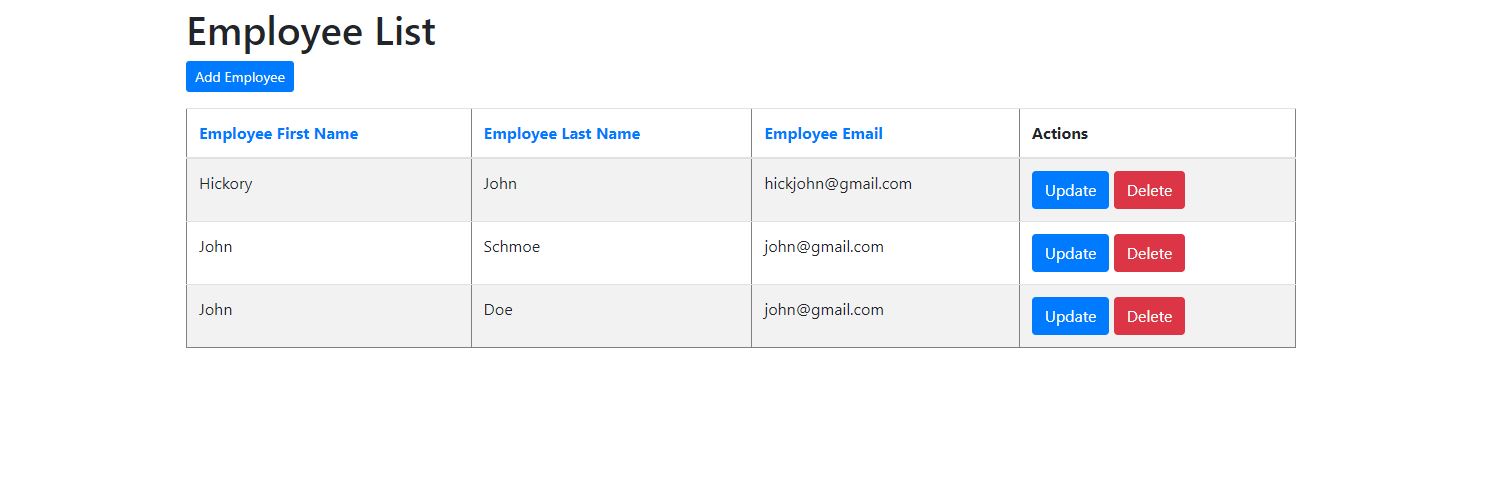 Employee List
Add Employee
Employee First Name Employee Last Name Employee Email Actions
Hickory John hickjohn@gmail.com Update Delete
John Schmoe john@gmail.com Update Delete
John Doe john@gmail.com Update Delete